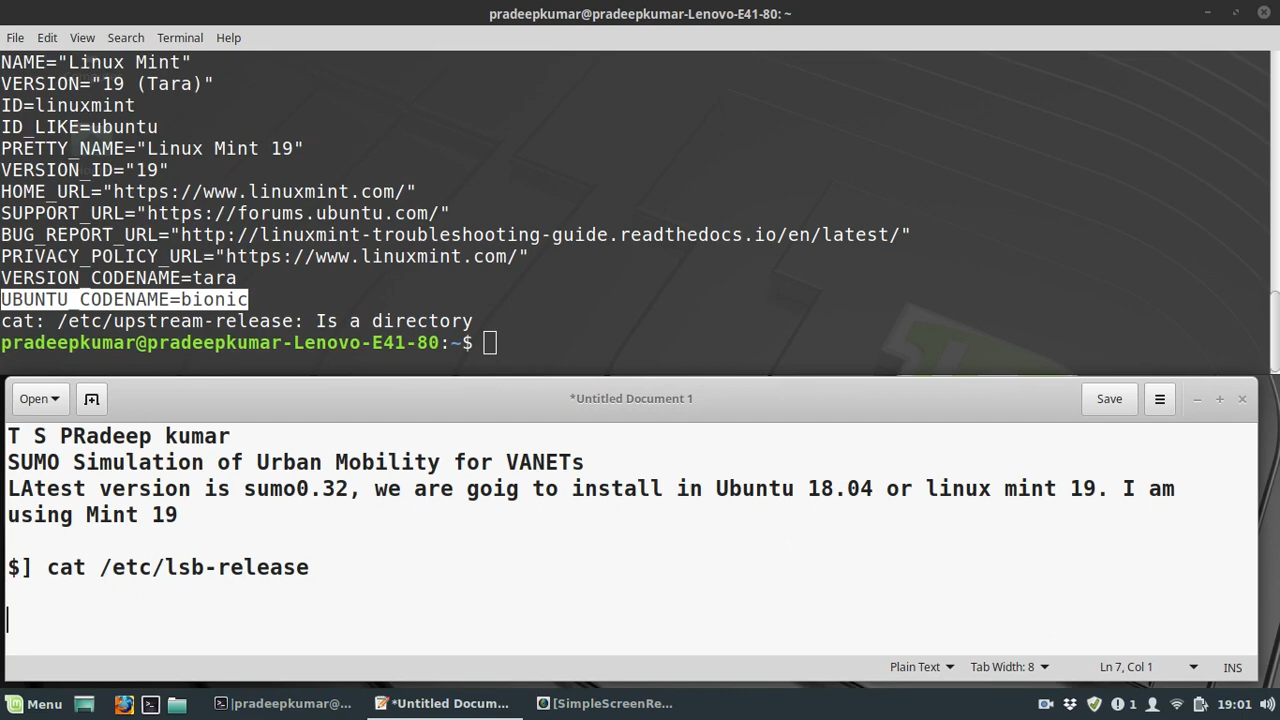 pradeepkumar@pradeepkumar-Lenovo-E41-80: ~
File Edit View Search Terminal Help
NAME="Linux Mint"
VERSION="19 (Tara)"
ID=linuxmint
ID_LIKE=ubuntu
PRETTY_NAME="Linux Mint 19"
VERSION_ID="19"
HOME_URL="https://www.linuxmint.com/"
SUPPORT_URL="https://forums.ubuntu.com/"
BUG_REPORT_URL="http://linuxmint-troubleshooting-guide.readthedocs.io/en/latest/"
PRIVACY_POLICY_URL="https://www.linuxmint.com/"
VERSION_CODENAME=tara
UBUNTU_CODENAME=bionic
cat: /etc/upstream-release: Is a directory
pradeepkumar@pradeepkumar-Lenovo-E41-80:~$
Open *Untitled Document 1 Save
T S PRadeep kumar
SUMO Simulation of Urban Mobility for VANETs
LAtest version is sumo0.32, we are goig to install in Ubuntu 18.04 or linux mint 19. I am
using Mint 19
$] cat /etc/lsb-release
Plain Text Tab Width: 8 Ln 7, Col 1 INS
Menu |pradeepkumar@... *Untitled Docum... [SimpleScreenRe... 1 19:01